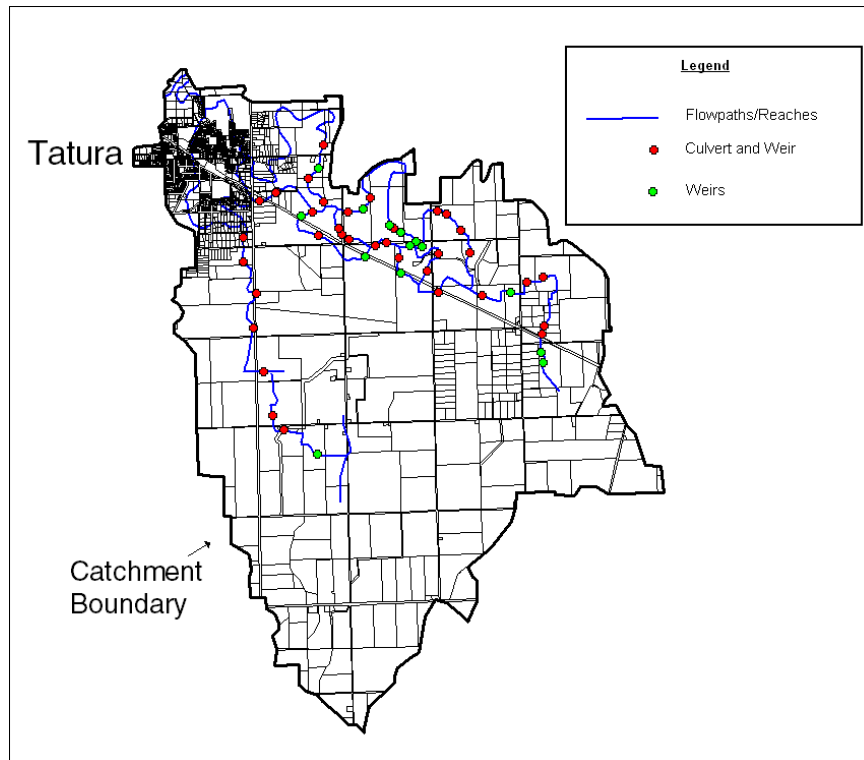 Legend
Flowpaths/Reaches
Culvert and Weir
Weirs
Tatura
Catchment
Boundary